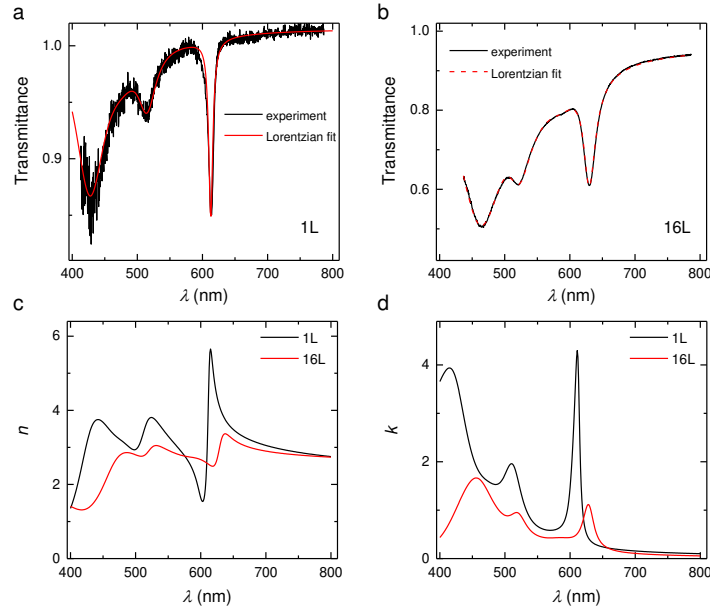 a
1.0
0.9
Transmittance
experiment
Lorentzian fit
1L
400 500 600 700 800
λ (nm)
b
1.0
0.8
0.6
Transmittance
experiment
Lorentzian fit
16L
400 500 600 700 800
λ (nm)
c
6
4
2
0
n
1L
16L
400 500 600 700 800
λ (nm)
d
4
2
0
k
1L
16L
400 500 600 700 800
λ (nm)